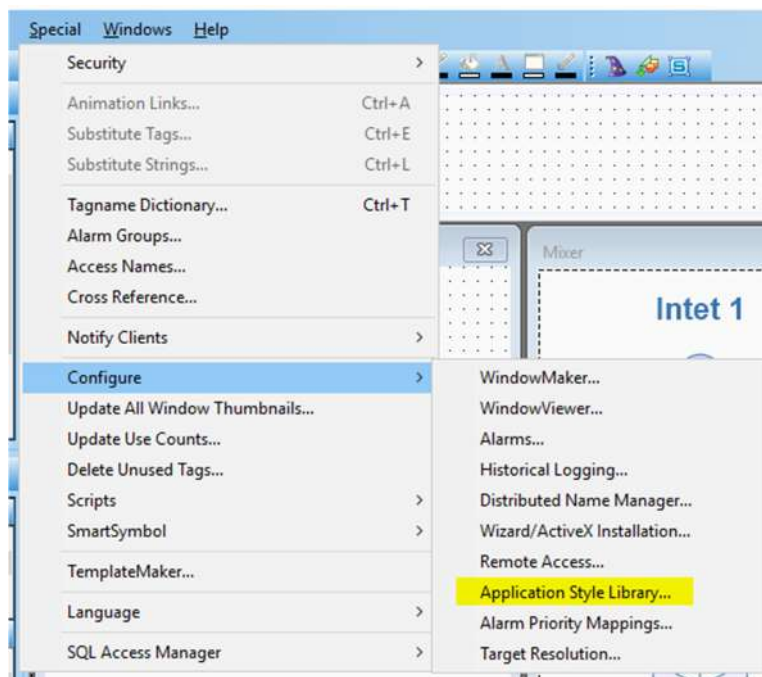 Special Windows Help
Security >
Animation Links... Ctrl+A
Substitute Tags... Ctrl+E
Substitute Strings... Ctrl+L
Tagname Dictionary... Ctrl+T
Alarm Groups...
Access Names...
Cross Reference...
Notify Clients >
Configure >
Update All Window Thumbnails...
Update Use Counts...
Delete Unused Tags...
Scripts >
SmartSymbol >
TemplateMaker...
Language >
SQL Access Manager >
Mixer
Intet 1
WindowMaker...
WindowViewer...
Alarms...
Historical Logging...
Distributed Name Manager...
Wizard/ActiveX Installation...
Remote Access...
Application Style Library...
Alarm Priority Mappings...
Target Resolution...